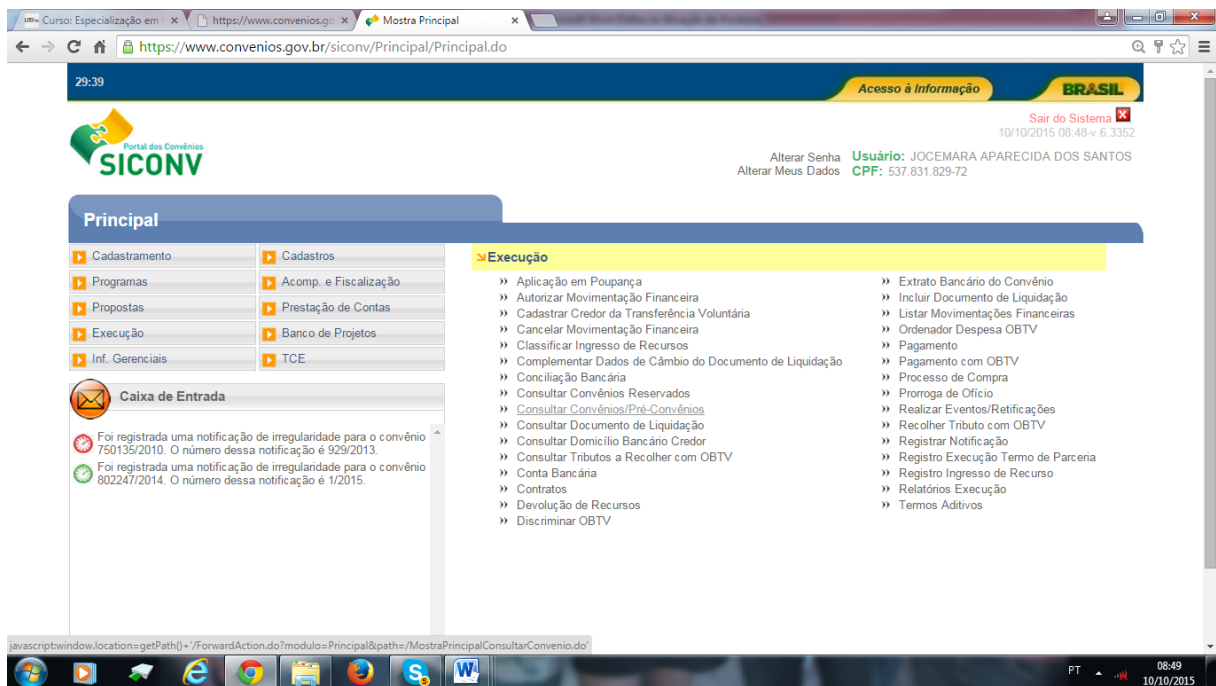 Curso: Especialização em
https://www.convenios.go
Mostra Principal
https://www.convenios.gov.br/siconv/Principal/Principal.do
29:39
Acesso à Informação
BRASIL
Sair do Sistema
10/10/2015 08:48-v.6.3352
Portal dos Convênios
SICONV
Alterar Senha Usuário: JOCEMARA APARECIDA DOS SANTOS
Alterar Meus Dados CPF: 537.831.829-72
Principal
Cadastramento Cadastros
Programas Acomp. e Fiscalização
Propostas Prestação de Contas
Execução Banco de Projetos
Inf. Gerenciais TCE
Caixa de Entrada
Foi registrada uma notificação de irregularidade para o convênio
750135/2010. O número dessa notificação é 929/2013.
Foi registrada uma notificação de irregularidade para o convênio
802247/2014. O número dessa notificação é 1/2015.
Execução
Aplicação em Poupança
Autorizar Movimentação Financeira
Cadastrar Credor da Transferência Voluntária
Cancelar Movimentação Financeira
Classificar Ingresso de Recursos
Complementar Dados de Câmbio do Documento de Liquidação
Conciliação Bancária
Consultar Convênios Reservados
Consultar Convênios/Pré-Convênios
Consultar Documento de Liquidação
Consultar Domicílio Bancário Credor
Consultar Tributos a Recolher com OBTV
Conta Bancária
Contratos
Devolução de Recursos
Discriminar OBTV
Extrato Bancário do Convênio
Incluir Documento de Liquidação
Listar Movimentações Financeiras
Ordenador Despesa OBTV
Pagamento
Pagamento com OBTV
Processo de Compra
Prorroga de Ofício
Realizar Eventos/Retificações
Recolher Tributo com OBTV
Registrar Notificação
Registro Execução Termo de Parceria
Registro Ingresso de Recurso
Relatórios Execução
Termos Aditivos
javascript:window.location=getPath()+'/ForwardAction.do?modulo=Principal&path=/MostraPrincipalConsultarConvenio.do'
PT
08:49
10/10/2015